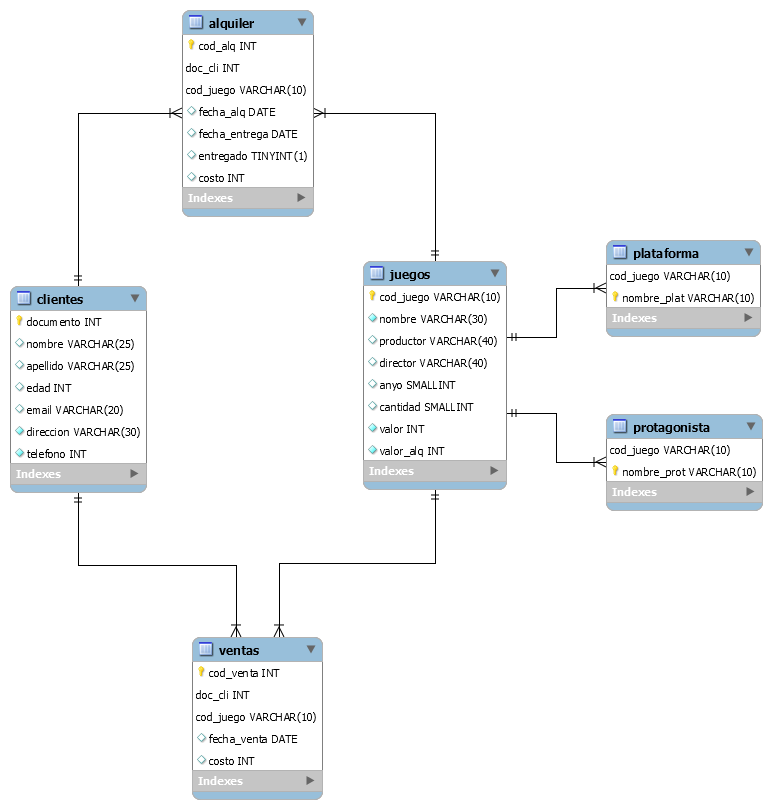 alquiler
cod_alq INT
doc_cli INT
cod_juego VARCHAR(10)
fecha_alq DATE
fecha_entrega DATE
entregado TINYINT(1)
costo INT
Indexes
clientes
documento INT
nombre VARCHAR(25)
apellido VARCHAR(25)
edad INT
email VARCHAR(20)
direccion VARCHAR(30)
telefono INT
Indexes
juegos
cod_juego VARCHAR(10)
nombre VARCHAR(30)
productor VARCHAR(40)
director VARCHAR(40)
anyo SMALLINT
cantidad SMALLINT
valor INT
valor_alq INT
Indexes
plataforma
cod_juego VARCHAR(10)
nombre_plat VARCHAR(10)
Indexes
protagonista
cod_juego VARCHAR(10)
nombre_prot VARCHAR(10)
Indexes
ventas
cod_venta INT
doc_cli INT
cod_juego VARCHAR(10)
fecha_venta DATE
costo INT
Indexes